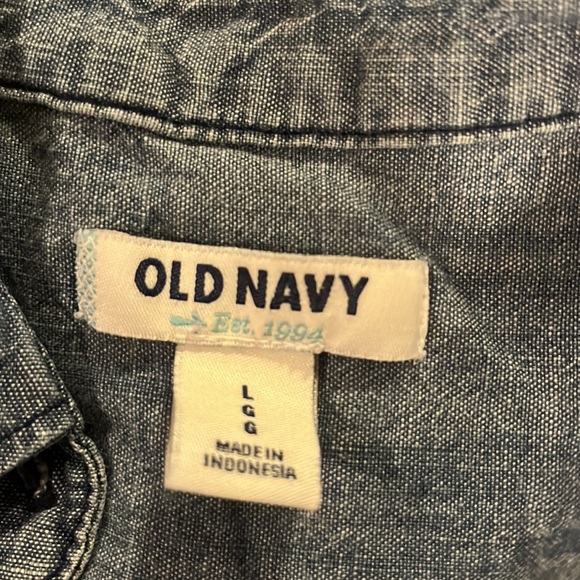 OLD NAVY
Est. 1994
L
G
G
MADE IN
INDONESIA